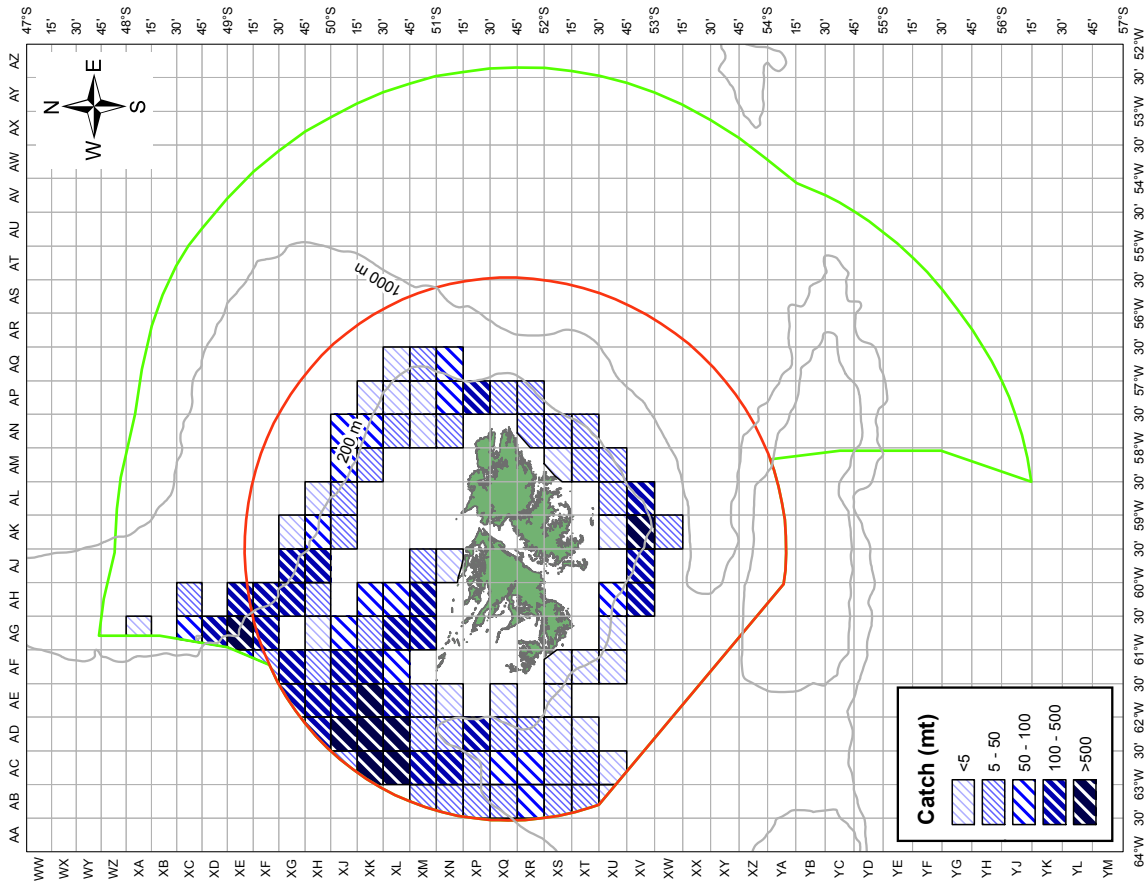 AA AB AC AD AE AF AG AH AJ AK AL AM AN AP AQ AR AS AT AU AV AW AX AY AZ
WW
WX
WY
WZ
XA
XB
XC
XD
XE
XF
XG
XH
XJ
XK
XL
XM
XN
XP
XQ
XR
XS
XT
XU
XV
XW
XX
XY
XZ
YA
YB
YC
YD
YE
YF
YG
YH
YJ
YK
YL
YM
N
W E
S
1000 m
200 m
Catch (mt)
<5
5 - 50
50 - 100
100 - 500
>500
47°S
15'
30'
45'
48°S
15'
30'
45'
49°S
15'
30'
45'
50°S
15'
30'
45'
51°S
15'
30'
45'
52°S
15'
30'
45'
53°S
15'
30'
45'
54°S
15'
30'
45'
55°S
15'
30'
45'
56°S
15'
30'
45'
57°S
64°W 30' 63°W 30' 62°W 30' 61°W 30' 60°W 30' 59°W 30' 58°W 30' 57°W 30' 56°W 30' 55°W 30' 54°W 30' 53°W 30' 52°W